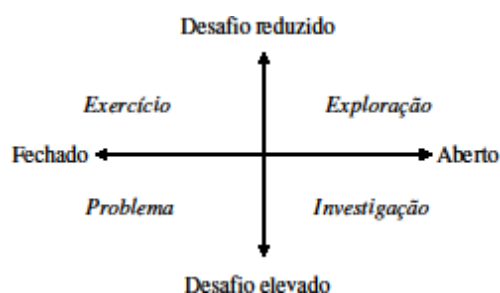 Desafio reduzido
Exercício Exploração
Fechado Aberto
Problema Investigação
Desafio elevado